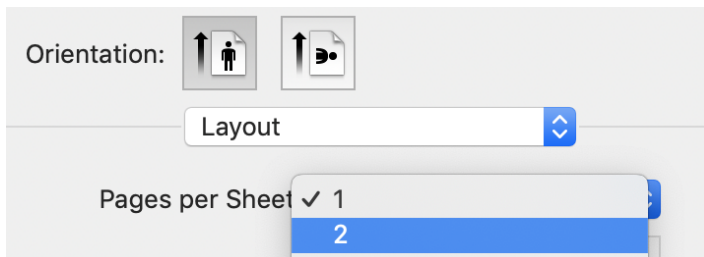 Orientation:
Layout
Pages per Sheet ✓ 1
2